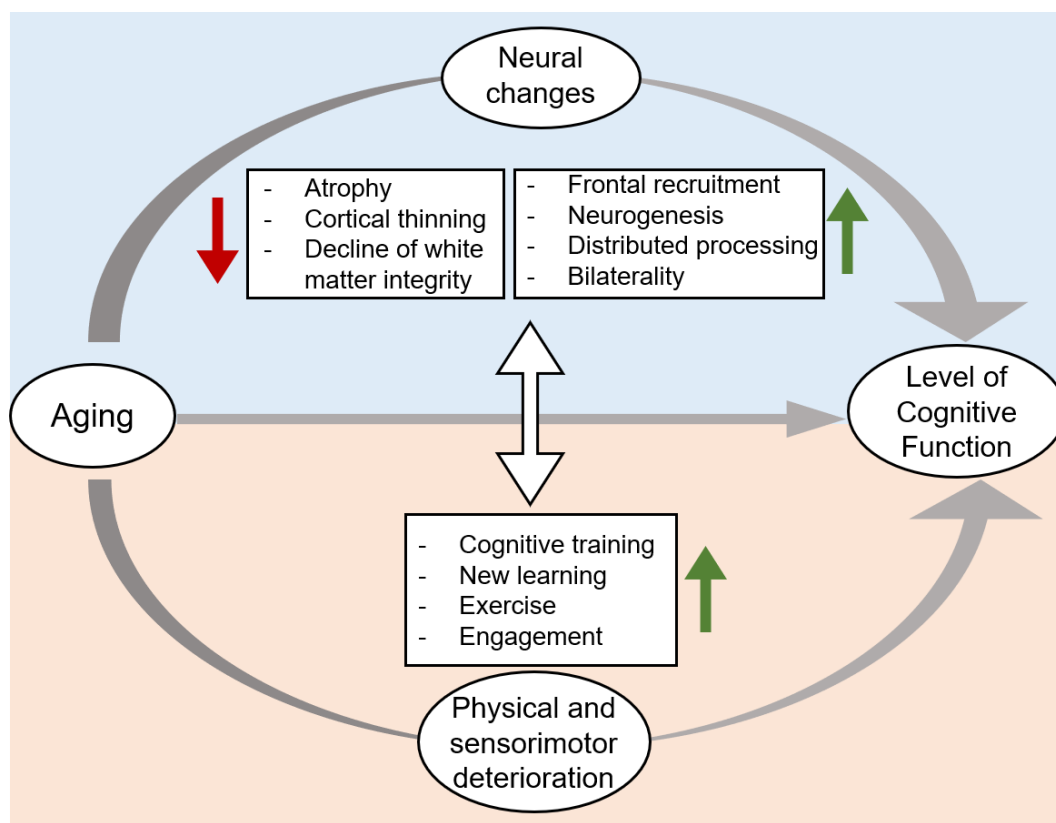 Neural
changes
- Atrophy
- Cortical thinning
- Decline of white
matter integrity
- Frontal recruitment
- Neurogenesis
- Distributed processing
- Bilaterality
Aging
Level of
Cognitive
Function
- Cognitive training
- New learning
- Exercise
- Engagement
Physical and
sensorimotor
deterioration